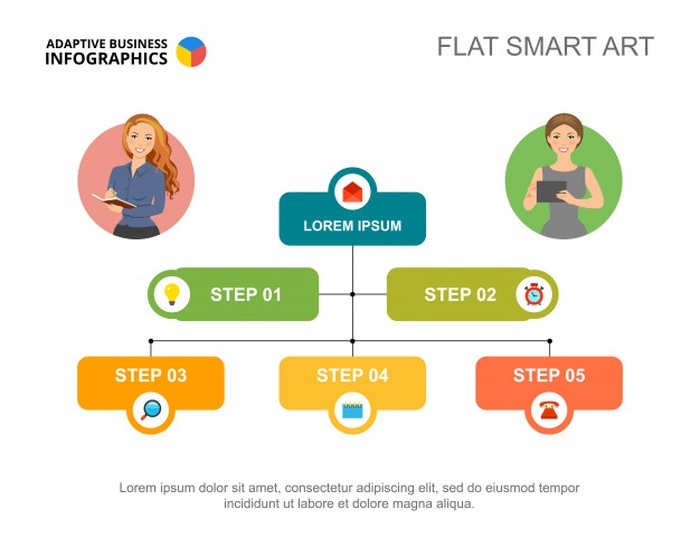 ADAPTIVE BUSINESS
INFOGRAPHICS
FLAT SMART ART
LOREM IPSUM
STEP 01
STEP 02
STEP 03
STEP 04
STEP 05
Lorem ipsum dolor sit amet, consectetur adipiscing elit, sed do eiusmod tempor
incididunt ut labore et dolore magna aliqua.